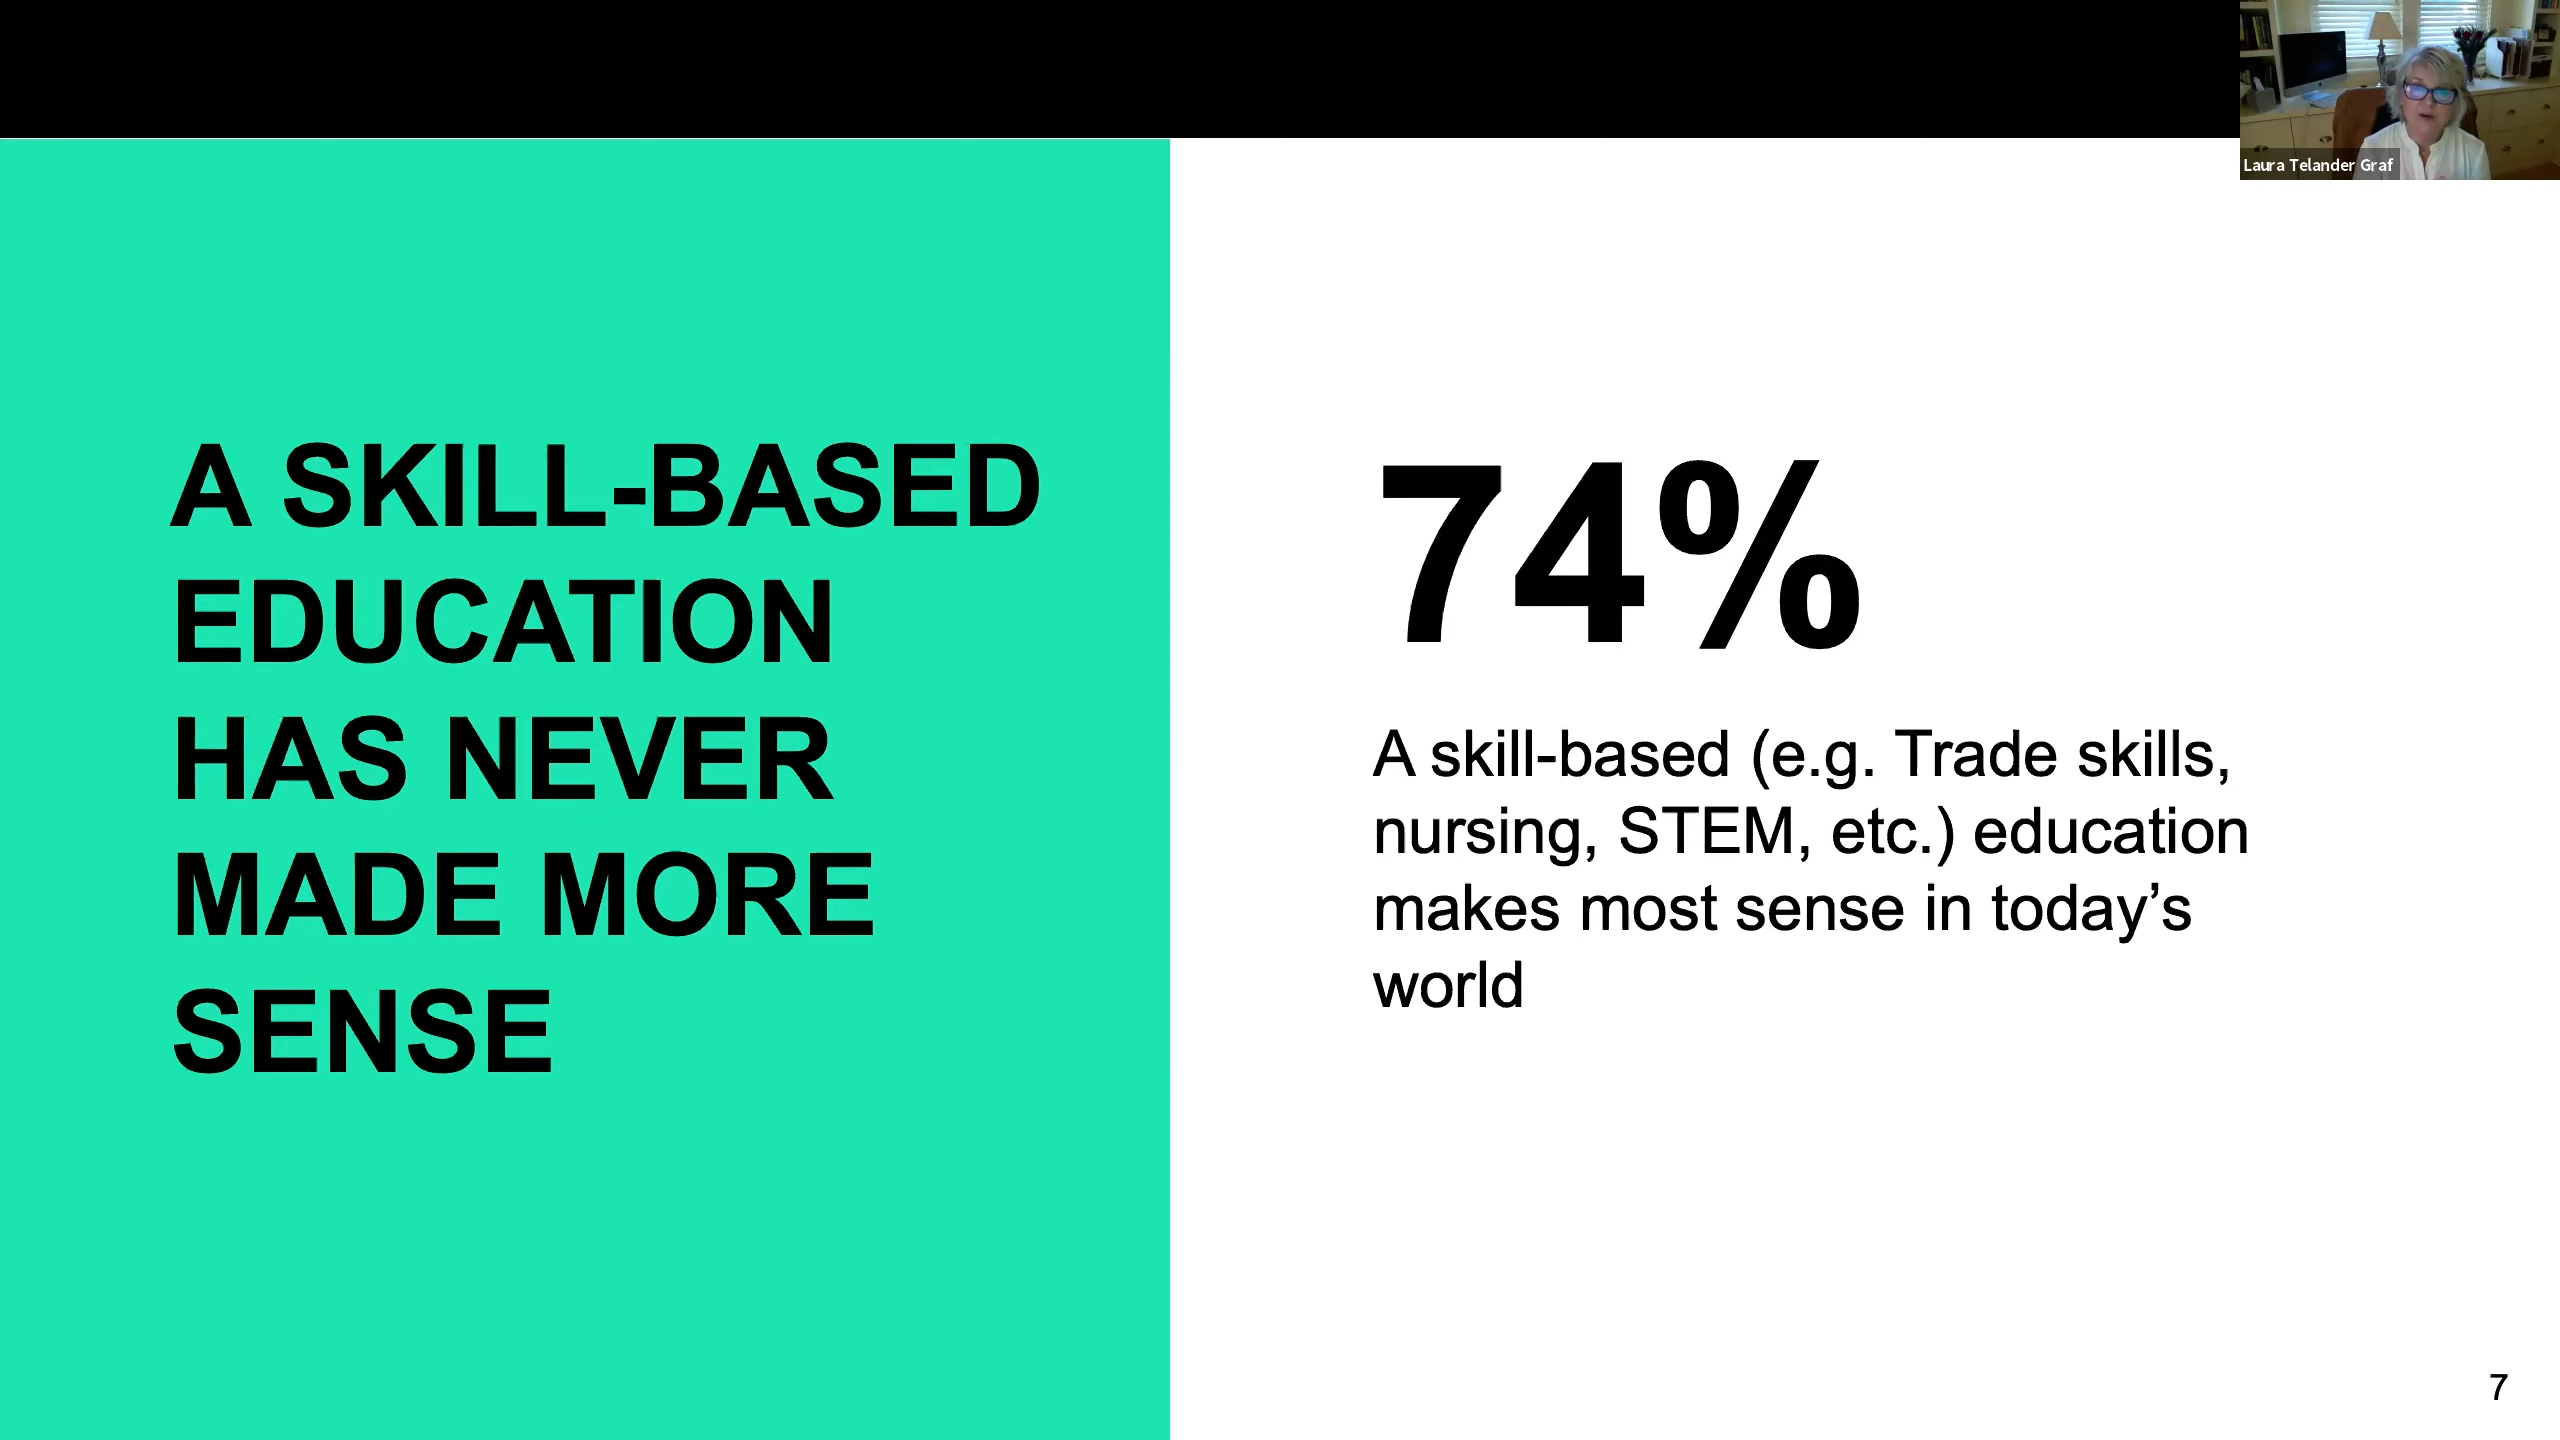 Laura Telander Graf
A SKILL-BASED
EDUCATION
HAS NEVER
MADE MORE
SENSE
74%
A skill-based (e.g. Trade skills,
nursing, STEM, etc.) education
makes most sense in today’s
world
7